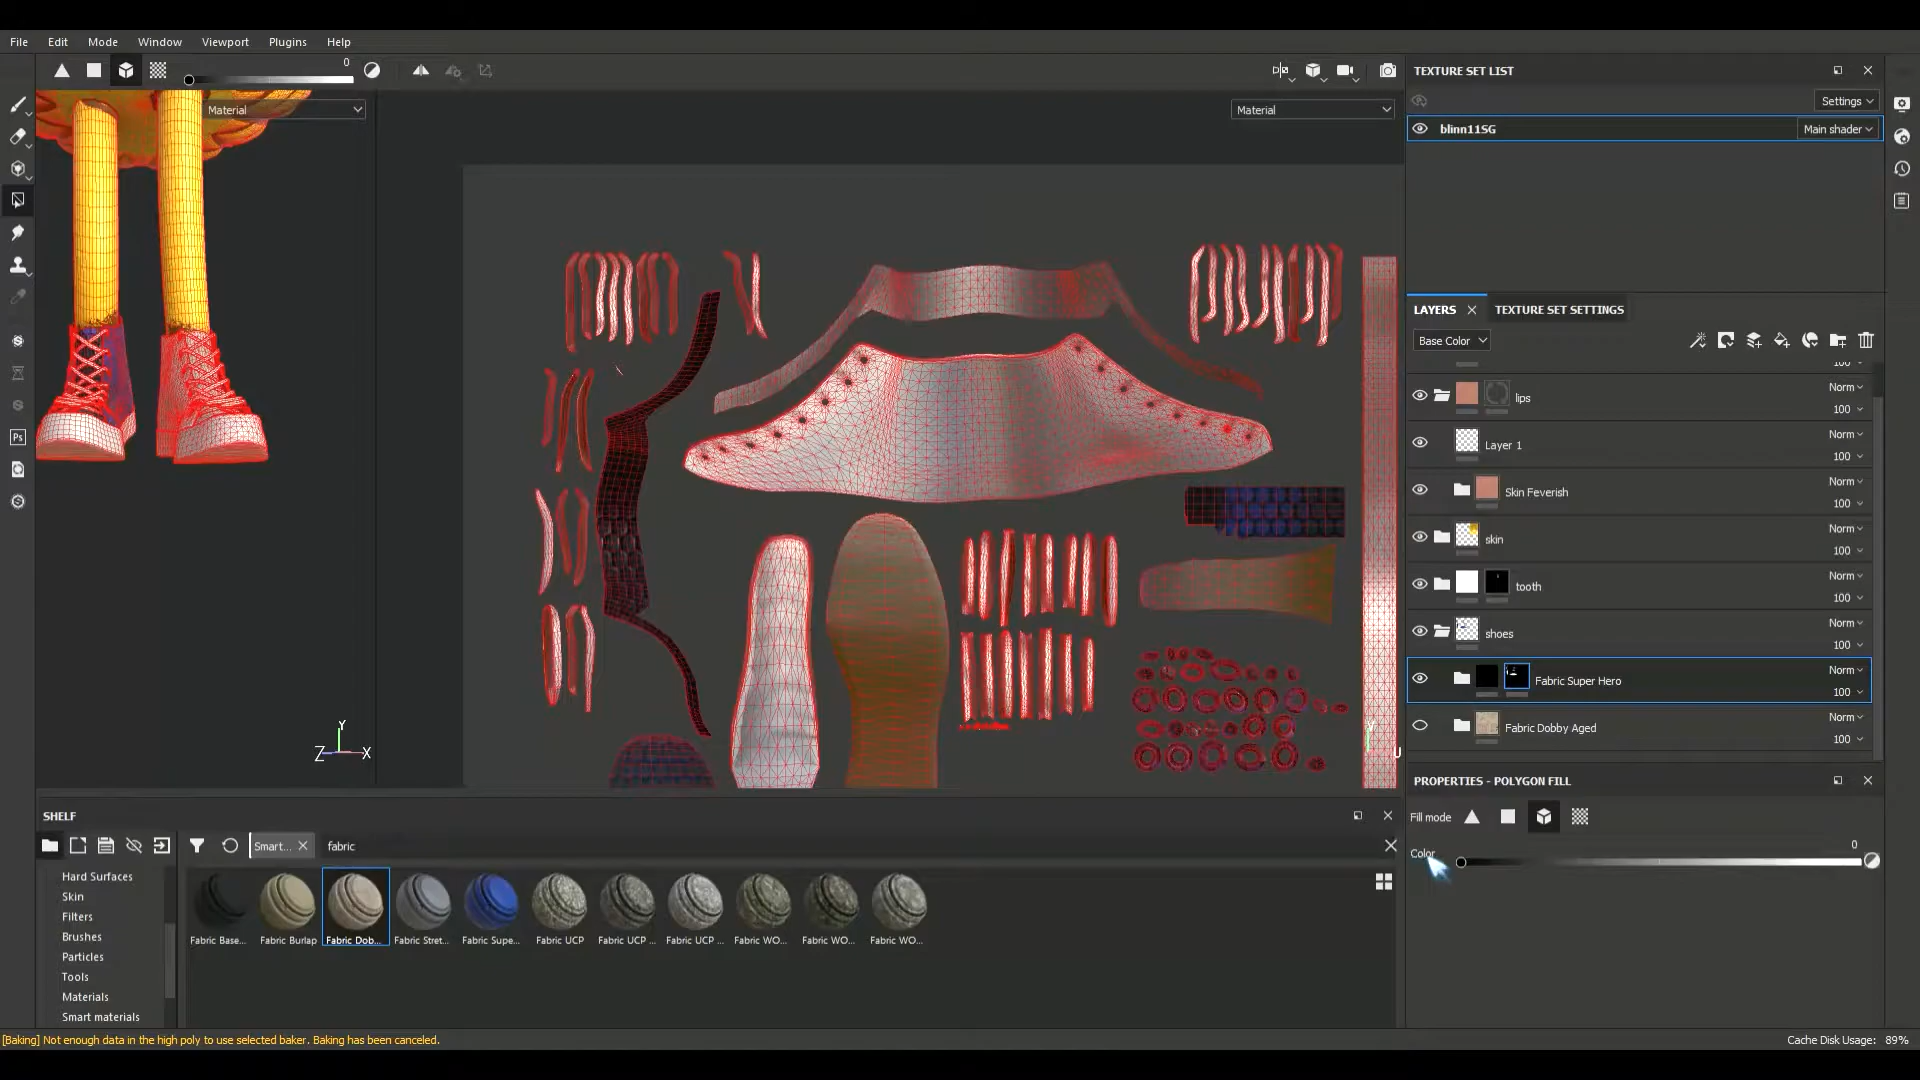 File Edit Mode Window Viewport Plugins Help
0
Material
Material
TEXTURE SET LIST
Settings
blinn11SG
Main shader
LAYERS
TEXTURE SET SETTINGS
Base Color
100
lips
Norm
100
Layer 1
Norm
100
Skin Feverish
Norm
100
skin
Norm
100
tooth
Norm
100
shoes
Norm
100
Fabric Super Hero
Norm
100
Fabric Dobby Aged
Norm
100
Ps
Y
Z X
U
PROPERTIES - POLYGON FILL
Fill mode
Color
0
SHELF
Smart...
fabric
Hard Surfaces
Skin
Filters
Brushes
Particles
Tools
Materials
Smart materials
Fabric Base... Fabric Burlap Fabric Dob... Fabric Stret... Fabric Supe... Fabric UCP Fabric UCP ... Fabric UCP ... Fabric WO... Fabric WO... Fabric WO...
[Baking] Not enough data in the high poly to use selected baker. Baking has been canceled.
Cache Disk Usage: 89%